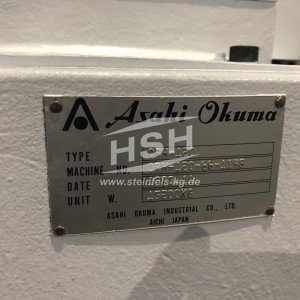 Asahi Okuma
HSH
TYPE
MACHINE NO.
www.steinfels-kg.de
DATE
UNIT W. 15200KG
ASAHI OKUMA INDUSTRIAL CO., LTD.
AICHI JAPAN